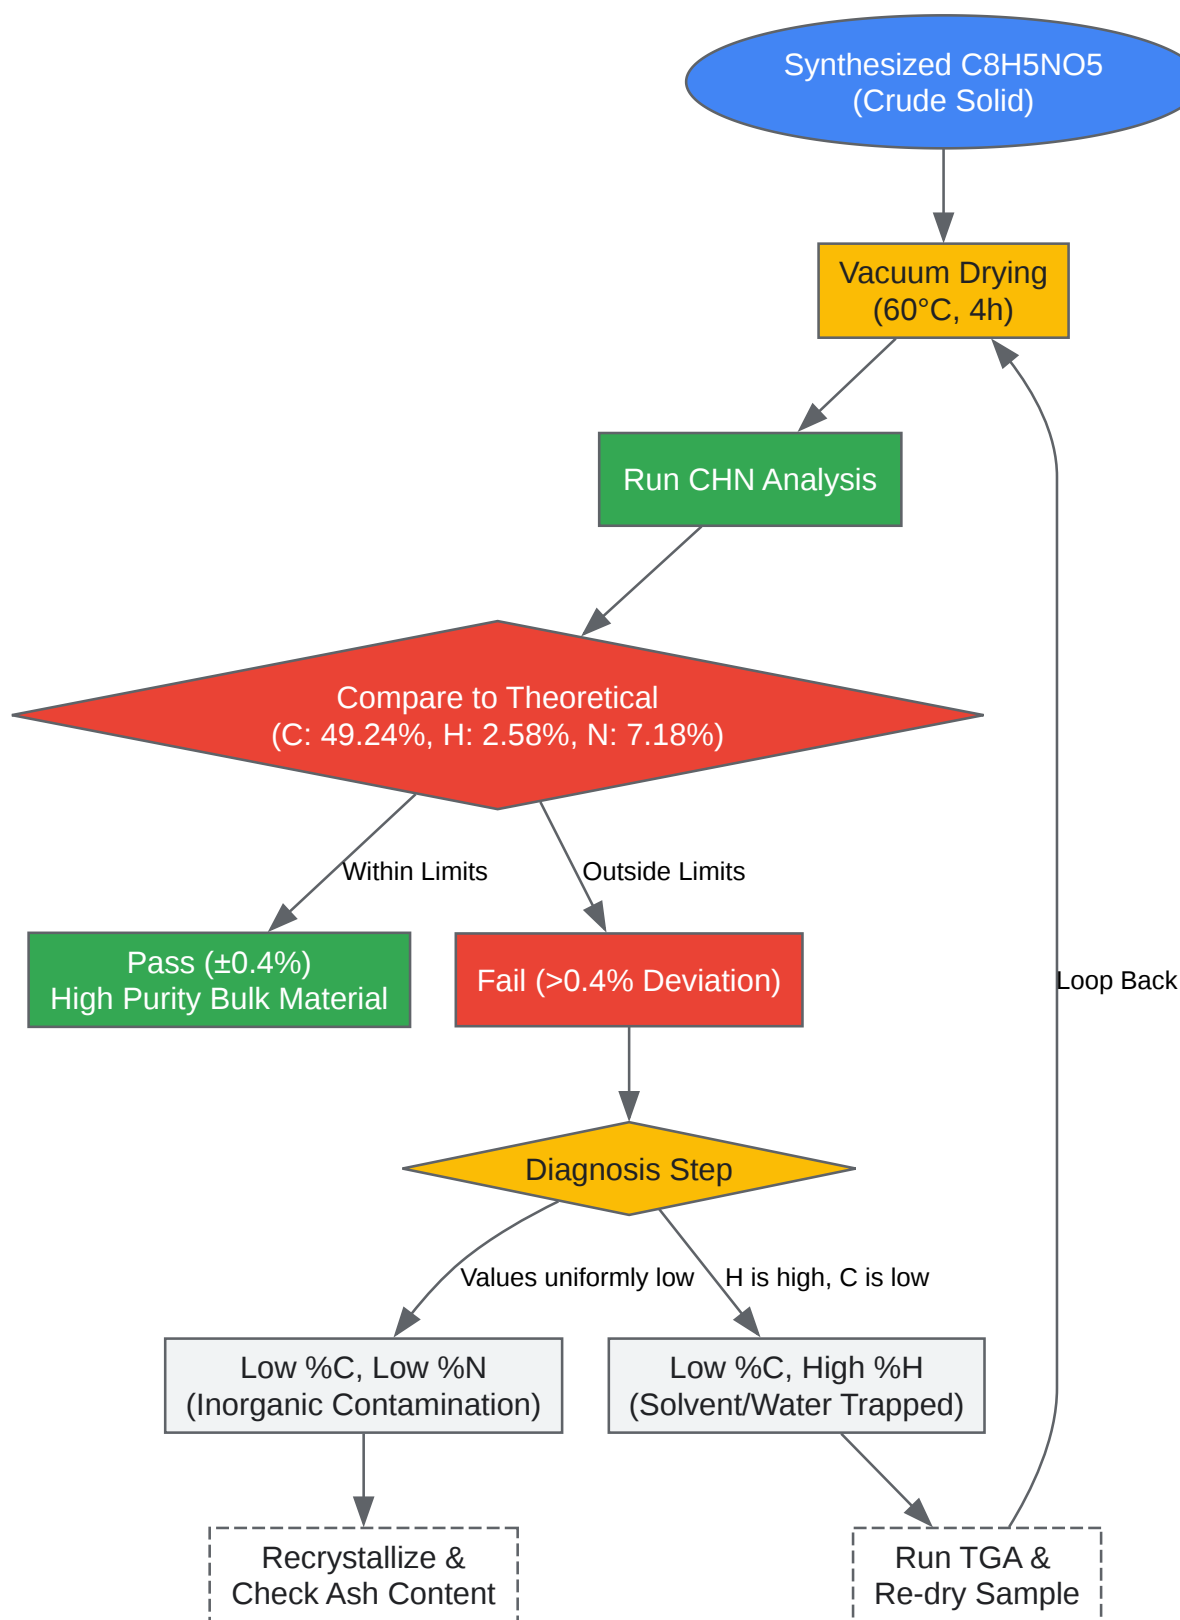 Synthesized C8H5NO5
(Crude Solid)
Vacuum Drying
(60°C, 4h)
Run CHN Analysis
Compare to Theoretical
(C: 49.24%, H: 2.58%, N: 7.18%)
Within Limits
Outside Limits
Pass (±0.4%)
High Purity Bulk Material
Fail (>0.4% Deviation)
Loop Back
Diagnosis Step
Values uniformly low
H is high, C is low
Low %C, Low %N
(Inorganic Contamination)
Low %C, High %H
(Solvent/Water Trapped)
Recrystallize &
Check Ash Content
Run TGA &
Re-dry Sample